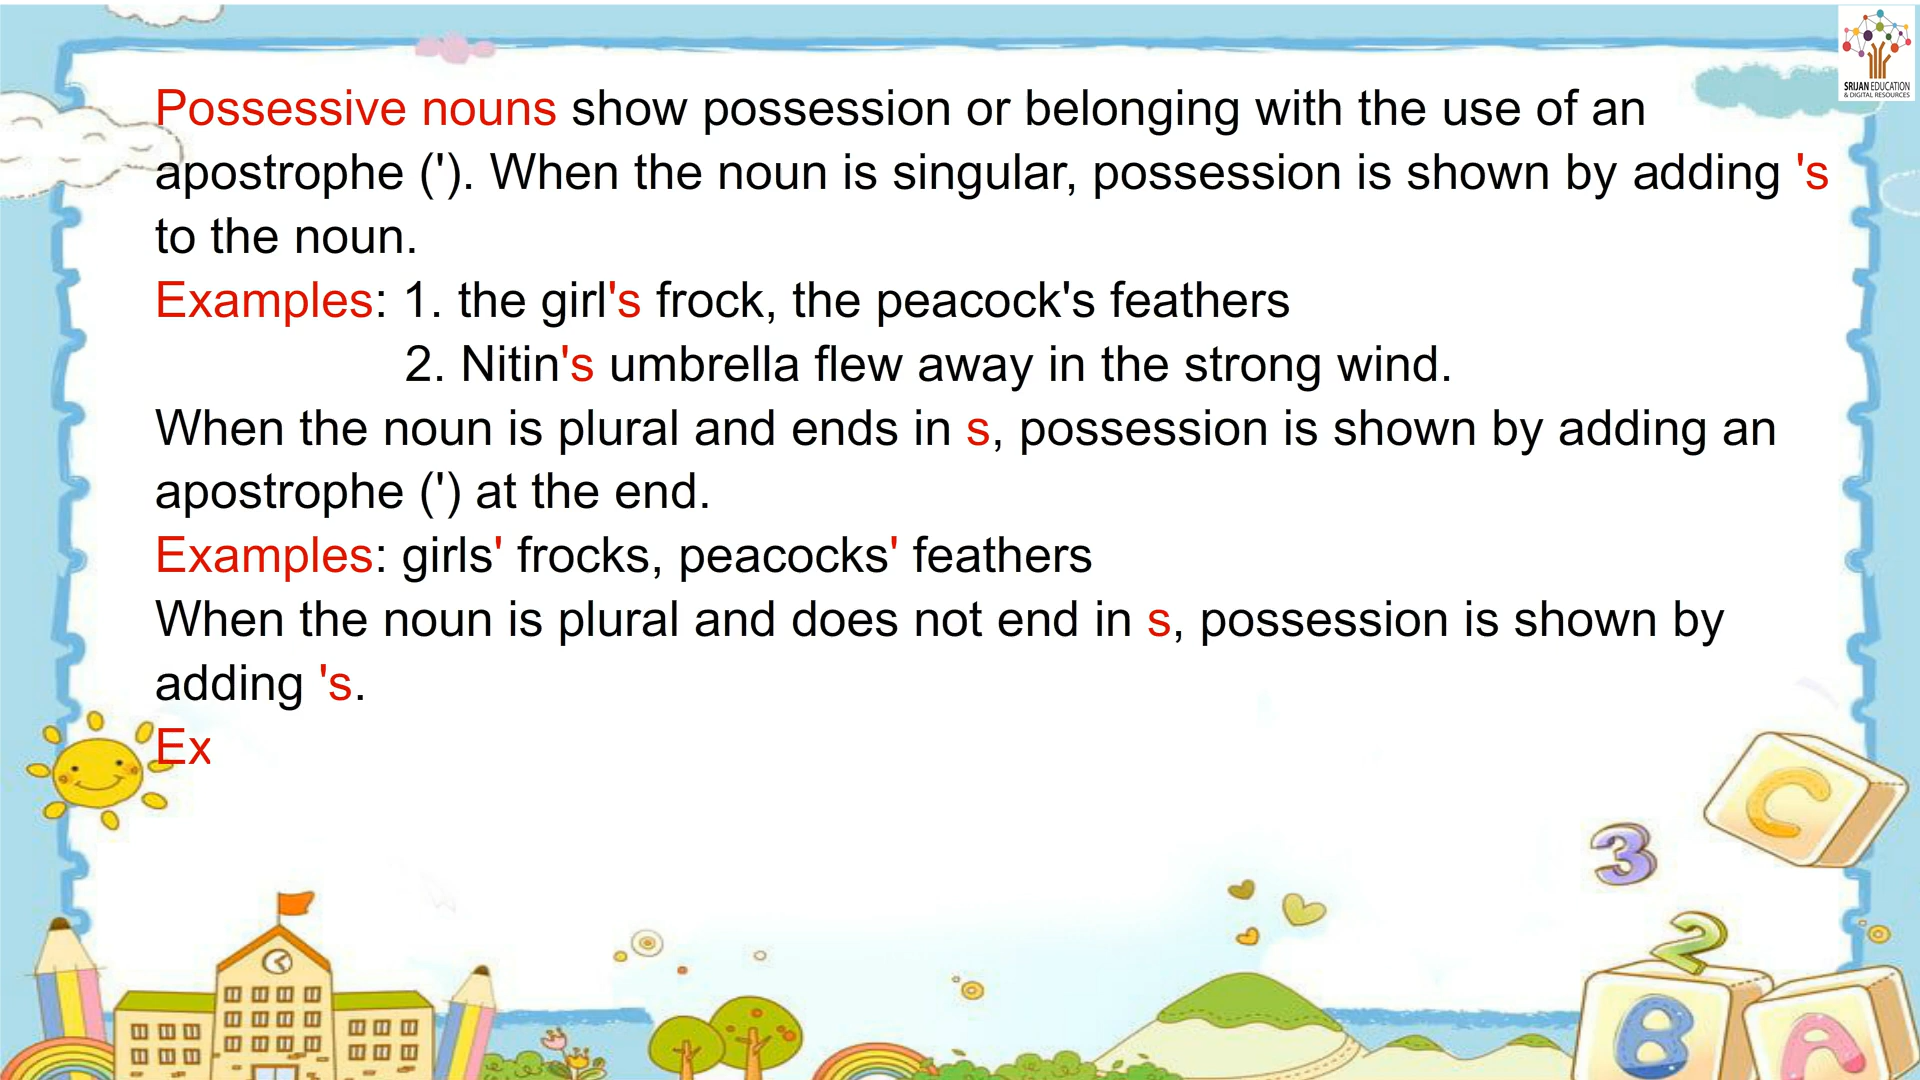 Possessive nouns show possession or belonging with the use of an
apostrophe ('). When the noun is singular, possession is shown by adding 's
to the noun.
Examples: 1. the girl's frock, the peacock's feathers
2. Nitin's umbrella flew away in the strong wind.
When the noun is plural and ends in s, possession is shown by adding an
apostrophe (') at the end.
Examples: girls' frocks, peacocks' feathers
When the noun is plural and does not end in s, possession is shown by
adding 's.
Ex
SRIJAN EDUCATION
& DIGITAL RESOURCES
C
3
2
B
A